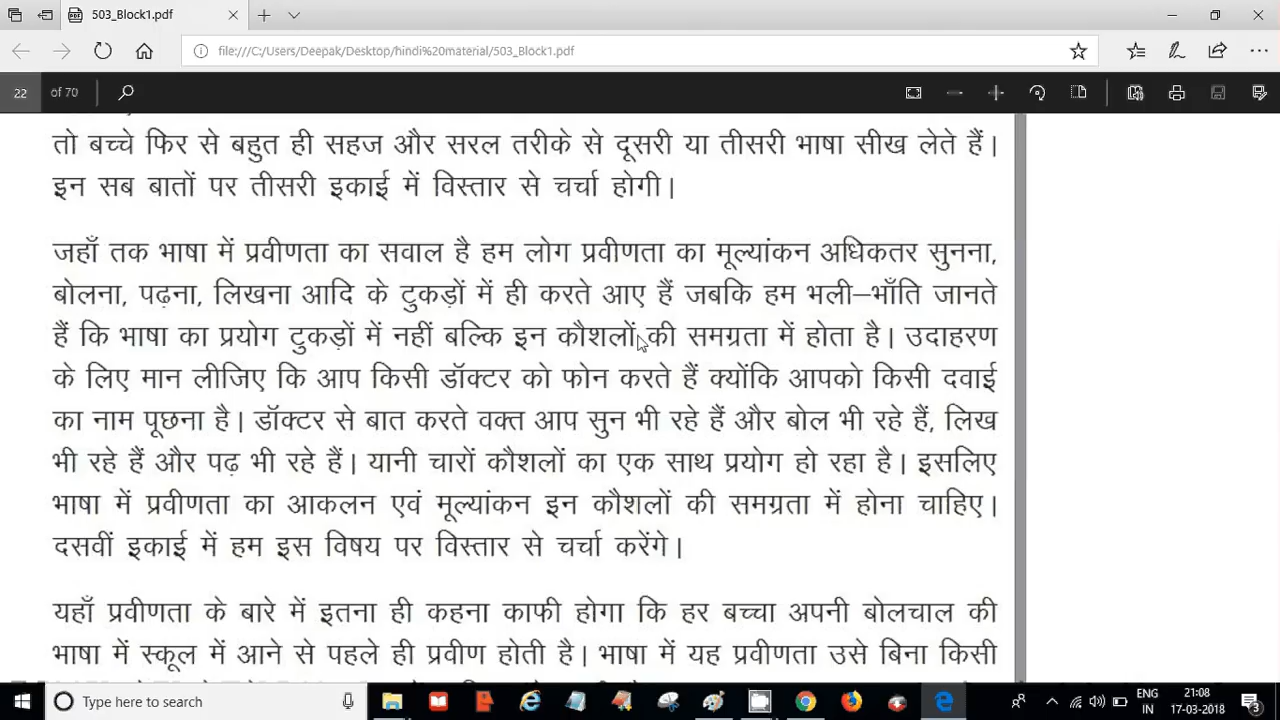 503_Block1.pdf
file:///C:/Users/Deepak/Desktop/hindi%20material/503_Block1.pdf
22 of 70
तो बच्चे फिर से बहुत ही सहज और सरल तरीके से दूसरी या तीसरी भाषा सीख लेते हैं।
इन सब बातों पर तीसरी इकाई में विस्तार से चर्चा होगी।
जहाँ तक भाषा में प्रवीणता का सवाल है हम लोग प्रवीणता का मूल्यांकन अधिकतर सुनना,
बोलना, पढ़ना, लिखना आदि के टुकड़ों में ही करते आए हैं जबकि हम भली–भाँति जानते
हैं कि भाषा का प्रयोग टुकड़ों में नहीं बल्कि इन कौशलों की समग्रता में होता है। उदाहरण
के लिए मान लीजिए कि आप किसी डॉक्टर को फोन करते हैं क्योंकि आपको किसी दवाई
का नाम पूछना है। डॉक्टर से बात करते वक्त आप सुन भी रहे हैं और बोल भी रहे हैं, लिख
भी रहे हैं और पढ़ भी रहे हैं। यानी चारों कौशलों का एक साथ प्रयोग हो रहा है। इसलिए
भाषा में प्रवीणता का आकलन एवं मूल्यांकन इन कौशलों की समग्रता में होना चाहिए।
दसवीं इकाई में हम इस विषय पर विस्तार से चर्चा करेंगे।
यहाँ प्रवीणता के बारे में इतना ही कहना काफी होगा कि हर बच्चा अपनी बोलचाल की
भाषा में स्कूल में आने से पहले ही प्रवीण होती है। भाषा में यह प्रवीणता उसे बिना किसी
Type here to search
ENG
IN
21:08
17-03-2018
3